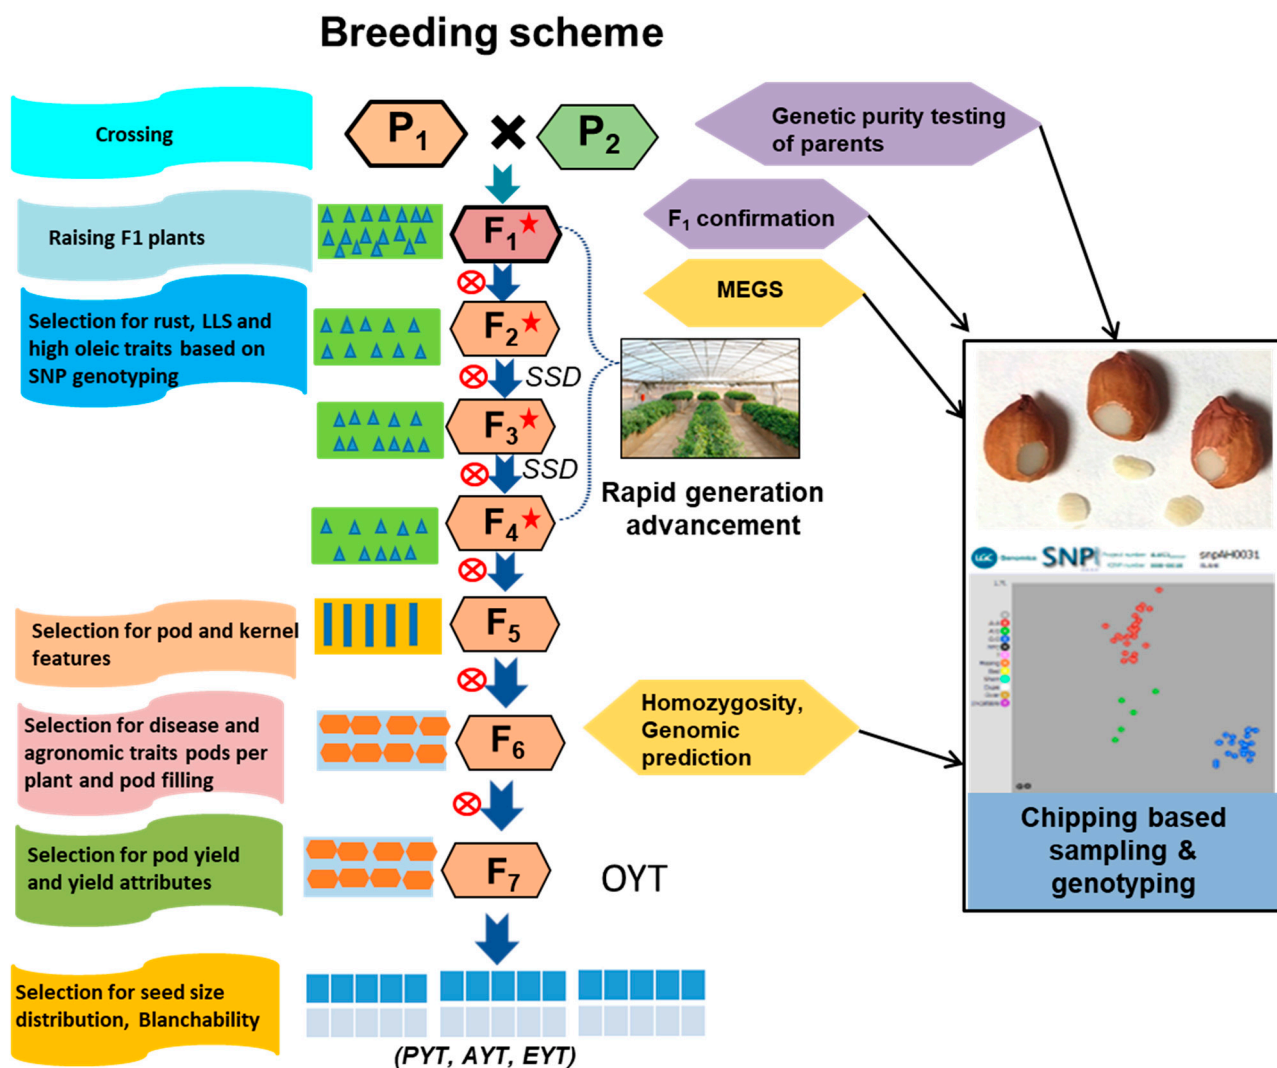 Breeding scheme
Crossing
P1
P2
Genetic purity testing
of parents
Raising F1 plants
F1
F1 confirmation
MEGS
Selection for rust, LLS and
high oleic traits based on
SNP genotyping
F2
SSD
F3
SSD
F4
Rapid generation
advancement
LGC
Genomics
SNP
Project number
snpAH0031
Selection for pod and kernel
features
F5
Selection for disease and
agronomic traits pods per
plant and pod filling
F6
Homozygosity,
Genomic
prediction
Chipping based
sampling &
genotyping
Selection for pod yield
and yield attributes
F7
OYT
Selection for seed size
distribution, Blanchability
(PYT, AYT, EYT)